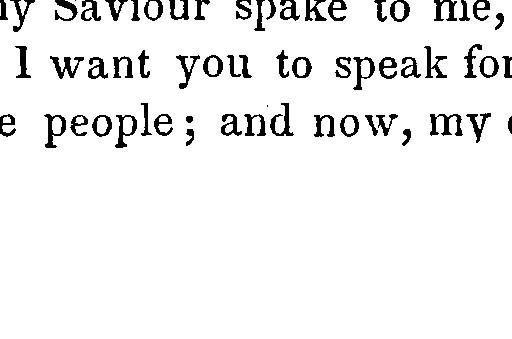 my Saviour spake to me,
I want you to speak for
e people; and now, my